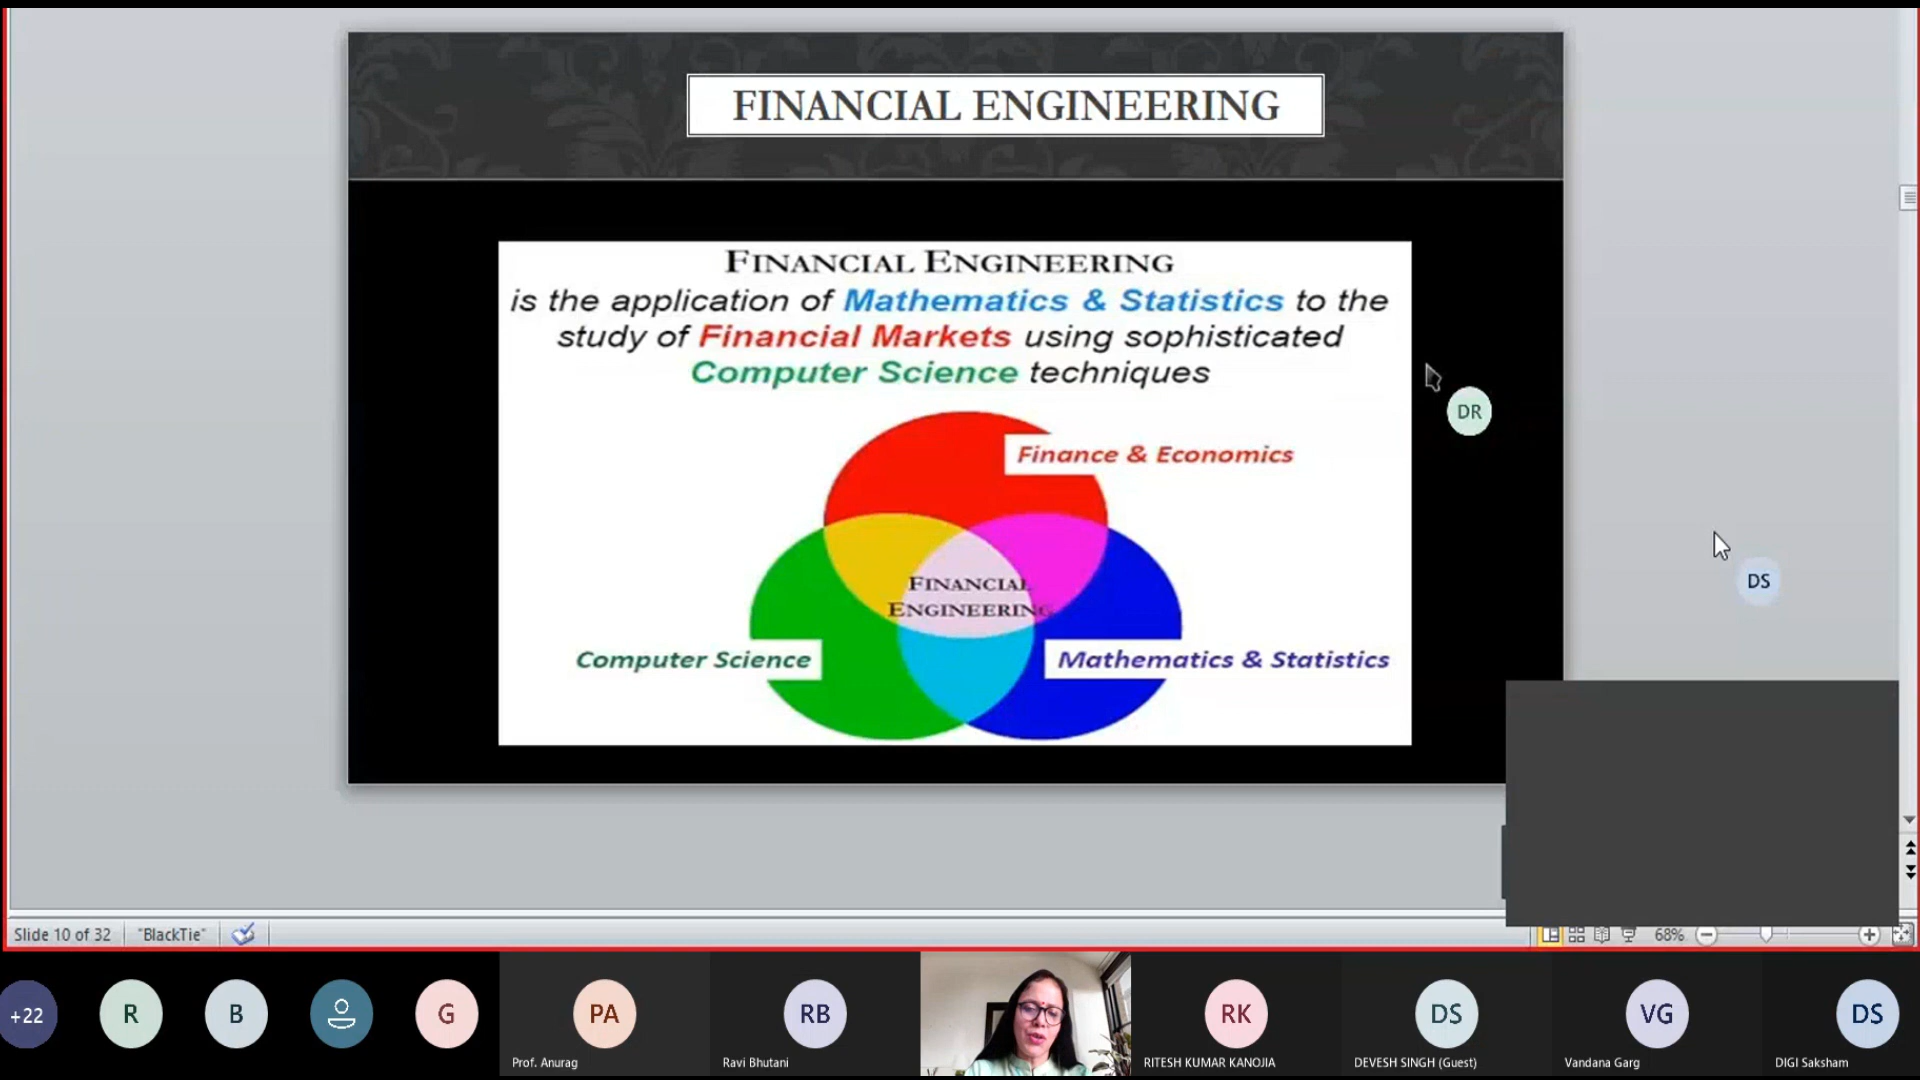 FINANCIAL ENGINEERING
FINANCIAL ENGINEERING
is the application of Mathematics & Statistics to the
study of Financial Markets using sophisticated
Computer Science techniques
Finance & Economics
DR
DS
FINANCIAL
ENGINEERING
Computer Science
Mathematics & Statistics
Slide 10 of 32
"BlackTie"
68%
+22
R
B
G
PA
RB
RK
DS
VG
DS
Prof. Anurag
Ravi Bhutani
RITESH KUMAR KANOJIA
DEVESH SINGH (Guest)
Vandana Garg
DIGI Saksham